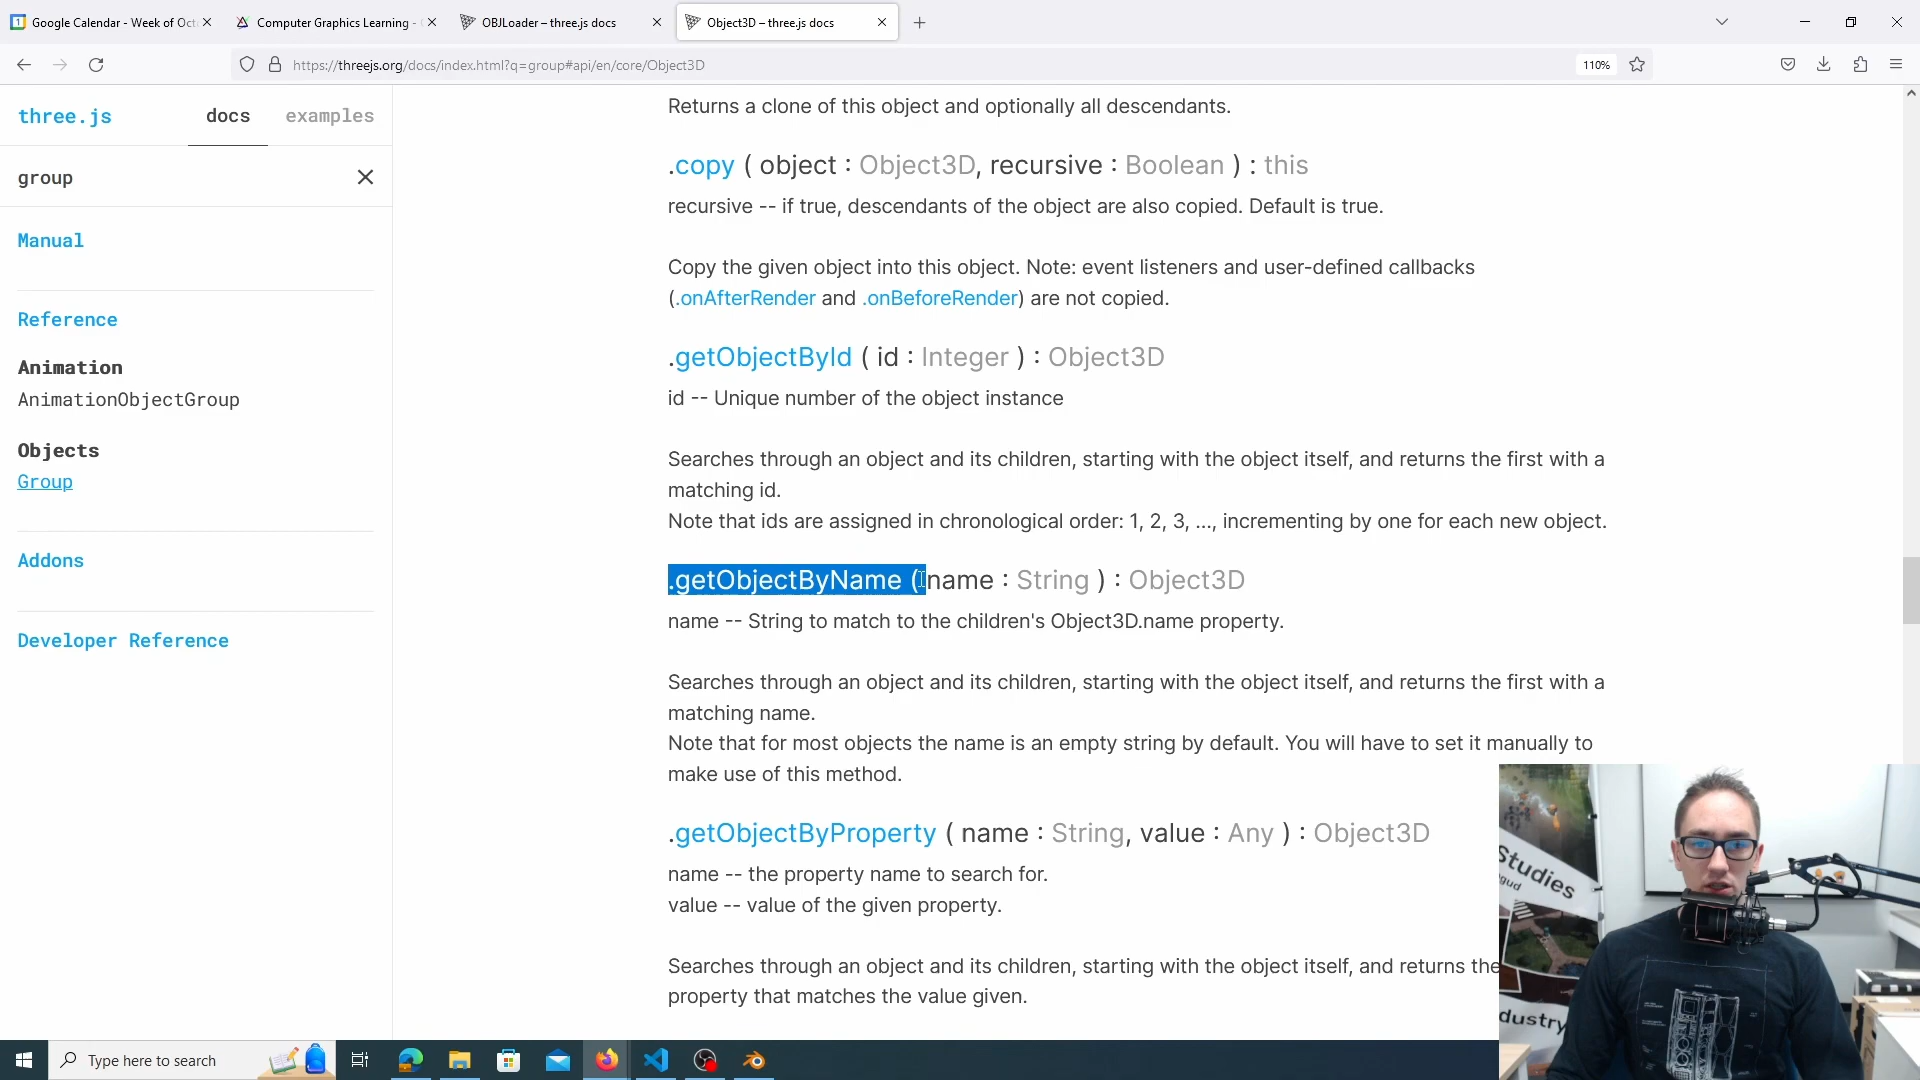 Google Calendar - Week of Oct
Computer Graphics Learning -
OBJLoader – three.js docs
Object3D – three.js docs
https://threejs.org/docs/index.html?q=group#api/en/core/Object3D
110%
three.js
docs
examples
group
Manual
Reference
Animation
AnimationObjectGroup
Objects
Group
Addons
Developer Reference
Returns a clone of this object and optionally all descendants.
.copy ( object : Object3D, recursive : Boolean ) : this
recursive -- if true, descendants of the object are also copied. Default is true.
Copy the given object into this object. Note: event listeners and user-defined callbacks
(.onAfterRender and .onBeforeRender) are not copied.
.getObjectById ( id : Integer ) : Object3D
id -- Unique number of the object instance
Searches through an object and its children, starting with the object itself, and returns the first with a
matching id.
Note that ids are assigned in chronological order: 1, 2, 3, ..., incrementing by one for each new object.
.getObjectByName ( name : String ) : Object3D
name -- String to match to the children's Object3D.name property.
Searches through an object and its children, starting with the object itself, and returns the first with a
matching name.
Note that for most objects the name is an empty string by default. You will have to set it manually to
make use of this method.
.getObjectByProperty ( name : String, value : Any ) : Object3D
name -- the property name to search for.
value -- value of the given property.
Searches through an object and its children, starting with the object itself, and returns the
property that matches the value given.
Studies
gud
dustry
Type here to search